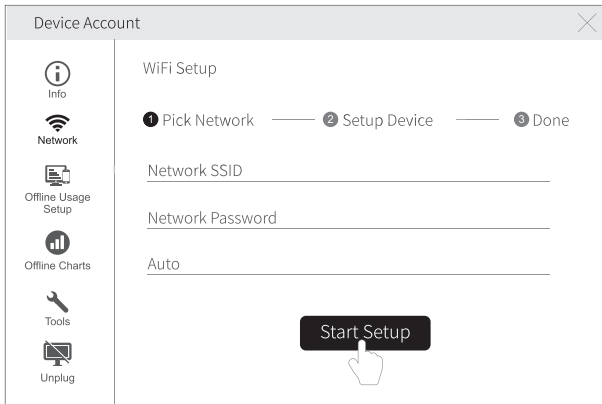 Device Account
Info
Network
Offline Usage
Setup
Offline Charts
Tools
Unplug
WiFi Setup
1 Pick Network 2 Setup Device 3 Done
Network SSID
Network Password
Auto
Start Setup